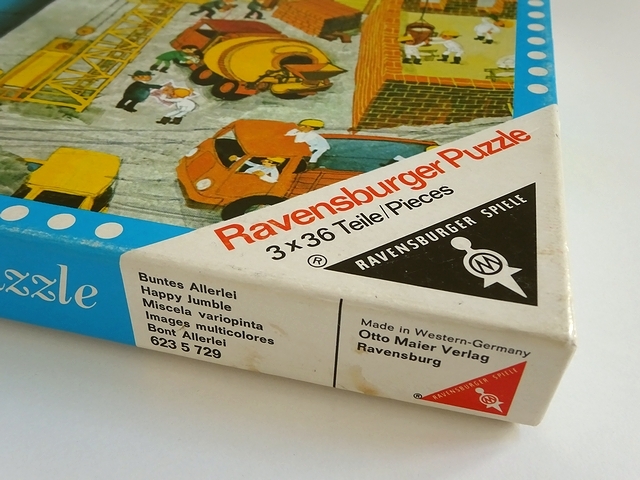 Ravensburger Puzzle
3 x 36 Teile/Pieces
®
RAVENSBURGER SPIELE
M
zzle
Buntes Allerlei
Happy Jumble
Miscela variopinta
Images multicolores
Bont Allerlei
623 5 729
Made in Western-Germany
Otto Maier Verlag
Ravensburg
®
RAVENSBURGER SPIELE
M